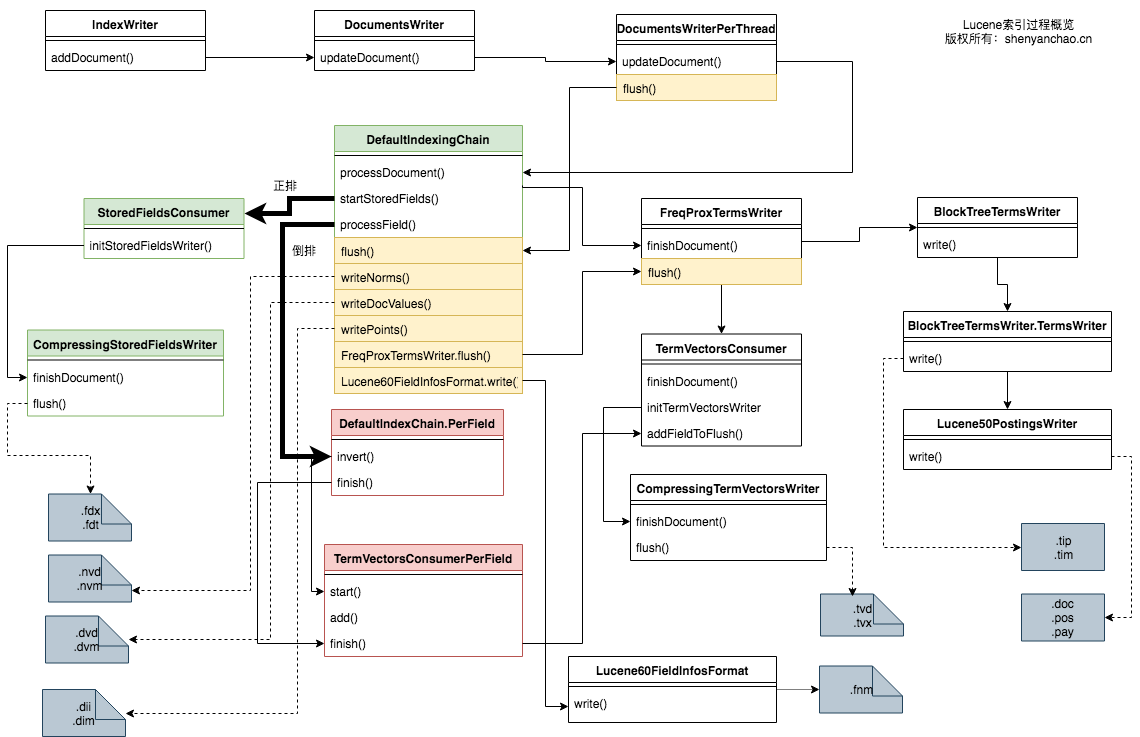 IndexWriter
addDocument()
DocumentsWriter
updateDocument()
DocumentsWriterPerThread
updateDocument()
flush()
Lucene索引过程概览
版权所有：shenyanchao.cn
DefaultIndexingChain
processDocument()
startStoredFields()
processField()
flush()
writeNorms()
writeDocValues()
writePoints()
FreqProxTermsWriter.flush()
Lucene60FieldInfosFormat.write(
正排
倒排
StoredFieldsConsumer
initStoredFieldsWriter()
FreqProxTermsWriter
finishDocument()
flush()
BlockTreeTermsWriter
write()
CompressingStoredFieldsWriter
finishDocument()
flush()
TermVectorsConsumer
finishDocument()
initTermVectorsWriter
addFieldToFlush()
BlockTreeTermsWriter.TermsWriter
write()
DefaultIndexChain.PerField
invert()
finish()
Lucene50PostingsWriter
write()
CompressingTermVectorsWriter
finishDocument()
flush()
TermVectorsConsumerPerField
start()
add()
finish()
Lucene60FieldInfosFormat
write()
.fdx
.fdt
.nvd
.nvm
.dvd
.dvm
.dii
.dim
.tvd
.tvx
.fnm
.tip
.tim
.doc
.pos
.pay